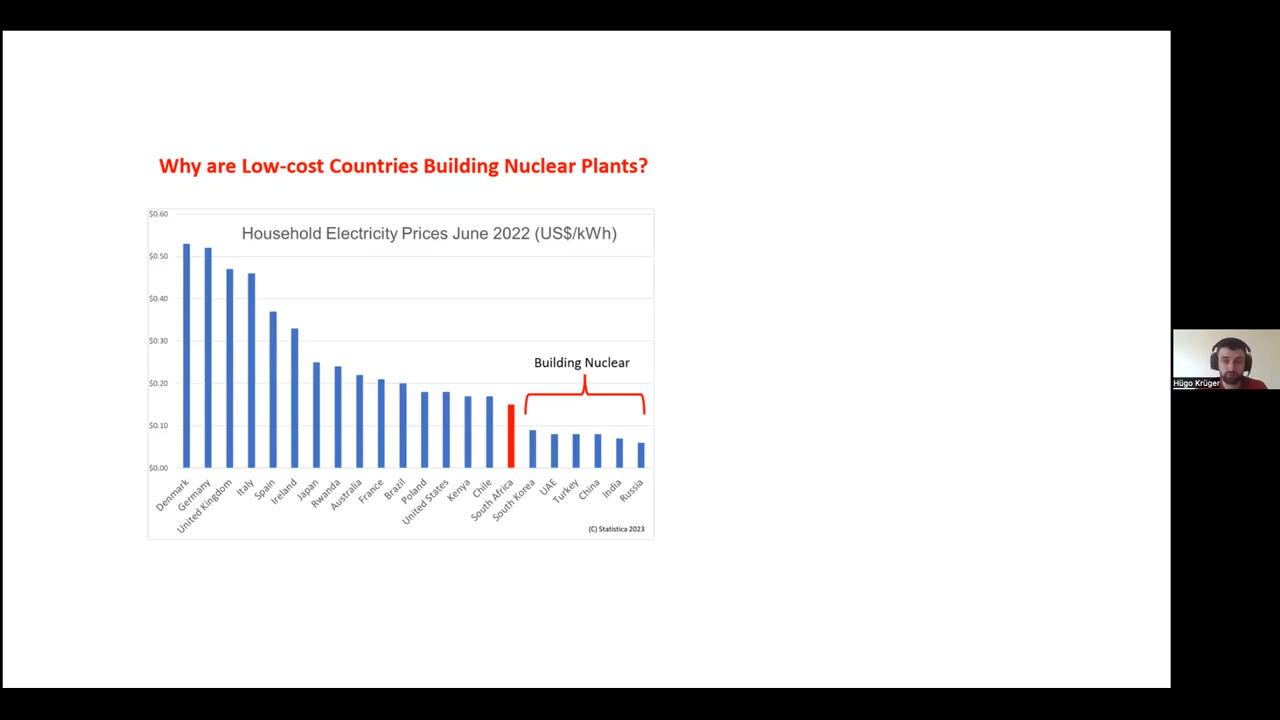 Why are Low-cost Countries Building Nuclear Plants?
Household Electricity Prices June 2022 (US$/kWh)
$0.60
$0.50
$0.40
$0.30
$0.20
$0.10
$0.00
Building Nuclear
Denmark
Germany
United Kingdom
Italy
Spain
Ireland
Japan
Rwanda
Australia
France
Brazil
Poland
United States
Kenya
Chile
South Africa
South Korea
UAE
Turkey
China
India
Russia
(C) Statistica 2023
Hügo Krüger